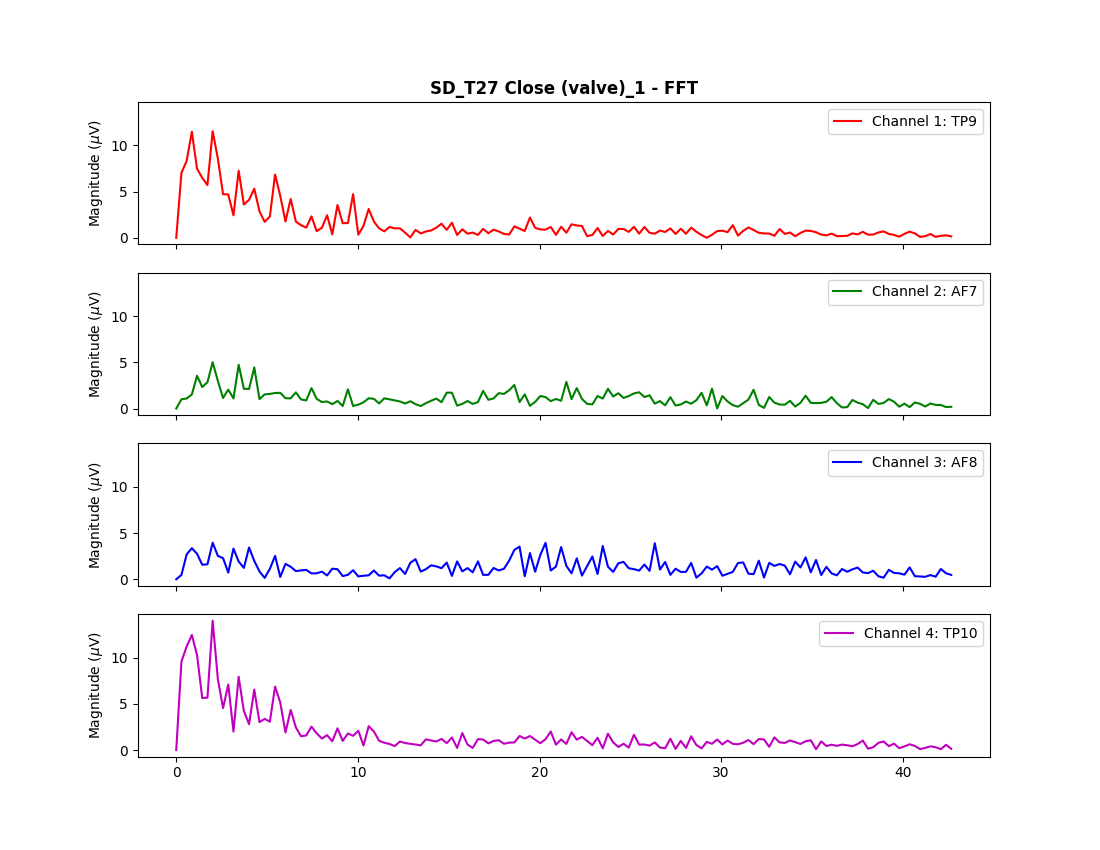 SD_T27 Close (valve)_1 - FFT
Magnitude (μV)
10
5
0
Channel 1: TP9
Magnitude (μV)
10
5
0
Channel 2: AF7
Magnitude (μV)
10
5
0
Channel 3: AF8
Magnitude (μV)
10
5
0
Channel 4: TP10
0 10 20 30 40